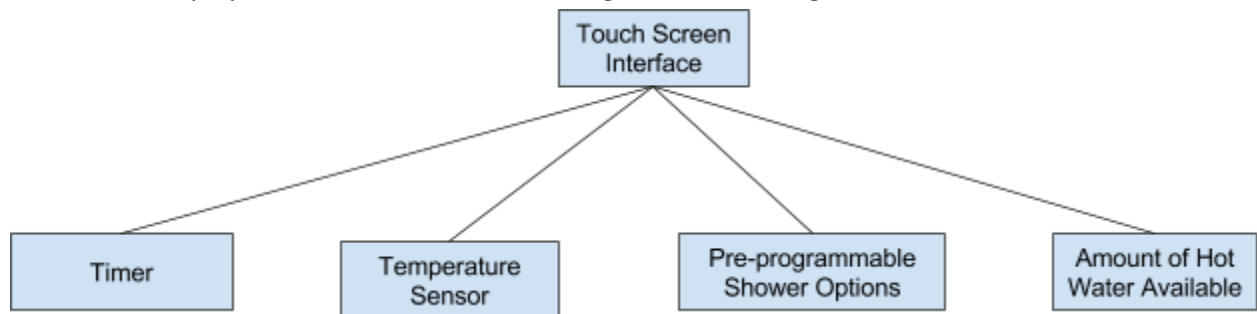 Touch Screen
Interface
Timer
Temperature
Sensor
Pre-programmable
Shower Options
Amount of Hot
Water Available